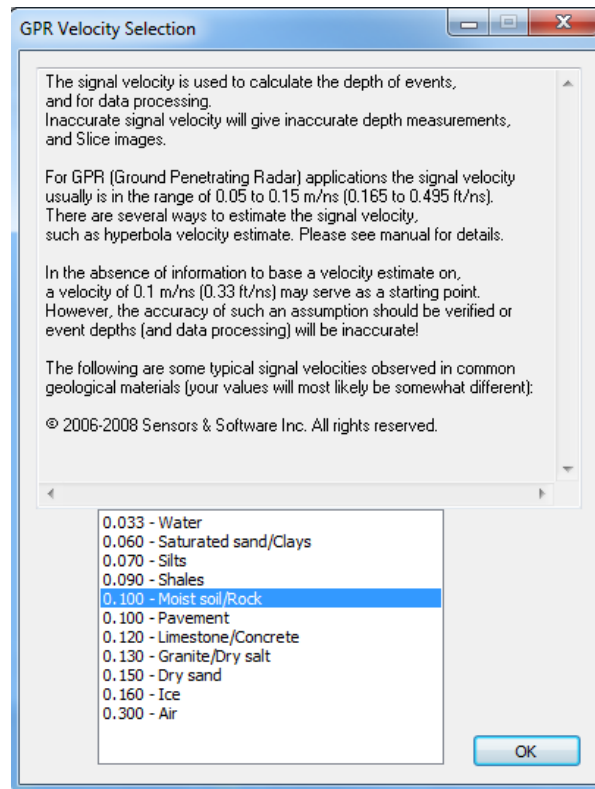 GPR Velocity Selection
The signal velocity is used to calculate the depth of events,
and for data processing.
Inaccurate signal velocity will give inaccurate depth measurements,
and Slice images.
For GPR (Ground Penetrating Radar) applications the signal velocity
usually is in the range of 0.05 to 0.15 m/ns (0.165 to 0.495 ft/ns).
There are several ways to estimate the signal velocity,
such as hyperbola velocity estimate. Please see manual for details.
In the absence of information to base a velocity estimate on,
a velocity of 0.1 m/ns (0.33 ft/ns) may serve as a starting point.
However, the accuracy of such an assumption should be verified or
event depths (and data processing) will be inaccurate!
The following are some typical signal velocities observed in common
geological materials (your values will most likely be somewhat different):
© 2006-2008 Sensors & Software Inc. All rights reserved.
0.033 - Water
0.060 - Saturated sand/Clays
0.070 - Silts
0.090 - Shales
0.100 - Moist soil/Rock
0.100 - Pavement
0.120 - Limestone/Concrete
0.130 - Granite/Dry salt
0.150 - Dry sand
0.160 - Ice
0.300 - Air
OK